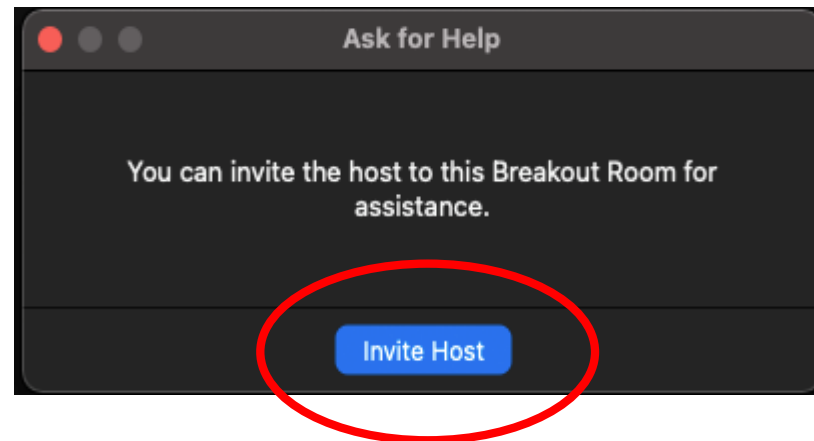 Ask for Help
You can invite the host to this Breakout Room for
assistance.
Invite Host